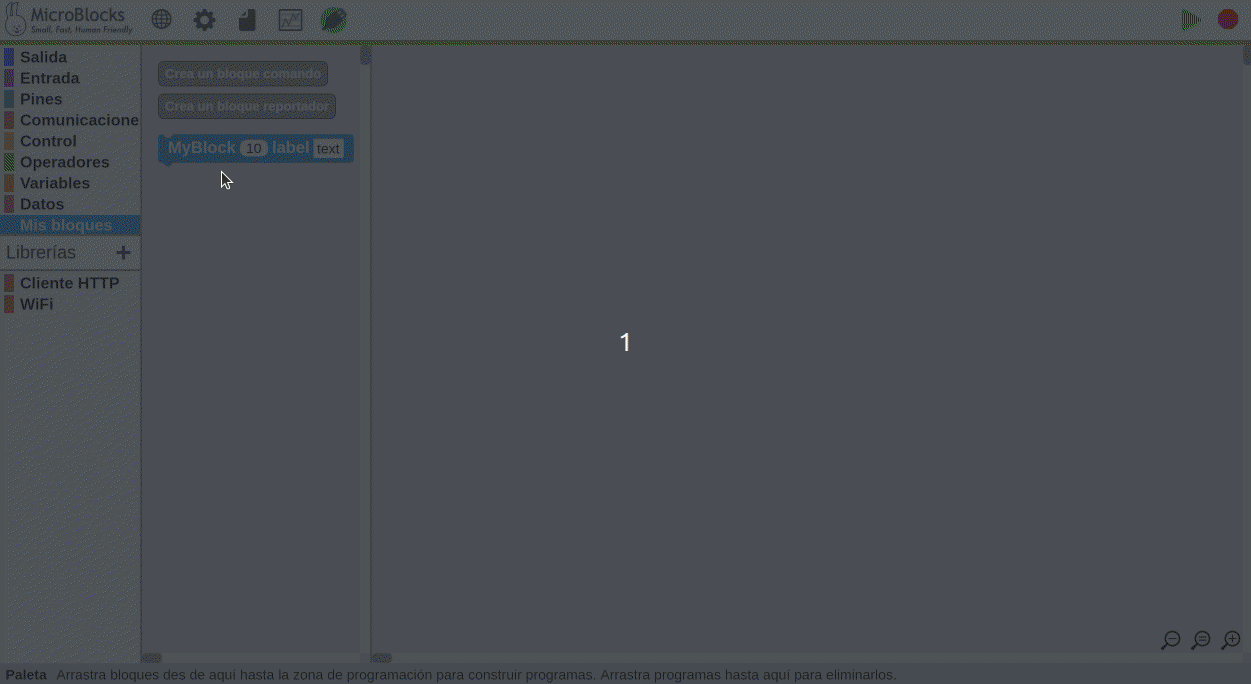 MicroBlocks
Small, Fast, Human Friendly
Salida
Entrada
Pines
Comunicacione
Control
Operadores
Variables
Datos
Mis bloques
Librerías +
Cliente HTTP
WiFi
Crea un bloque comando
Crea un bloque reportador
MyBlock 10 label text
1
Paleta Arrastra bloques des de aquí hasta la zona de programación para construir programas. Arrastra programas hasta aquí para eliminarlos.